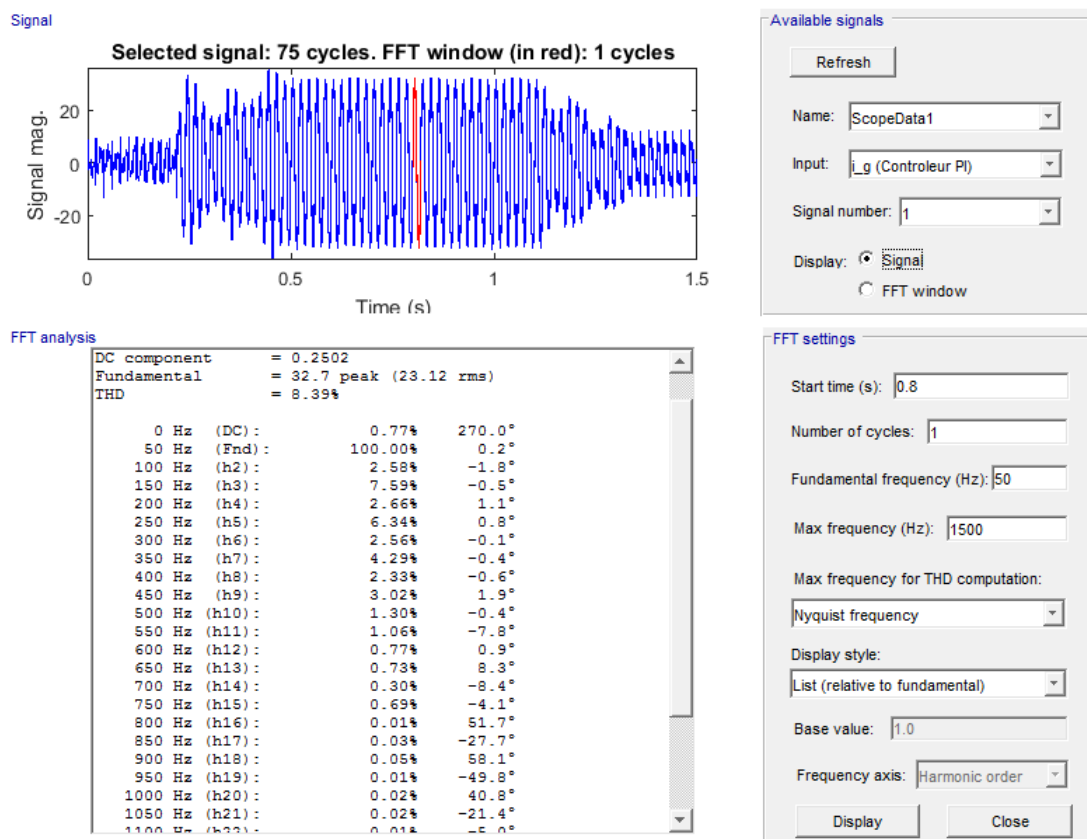 Signal
Selected signal: 75 cycles. FFT window (in red): 1 cycles
Signal mag.
20
0
-20
0
0.5
1
1.5
Time (s)
Available signals
Refresh
Name: ScopeData1
Input: i_g (Controleur PI)
Signal number: 1
Display: Signal
FFT window
FFT analysis
DC component = 0.2502
Fundamental = 32.7 peak (23.12 rms)
THD = 8.39%
0 Hz (DC): 0.77% 270.0°
50 Hz (Fnd): 100.00% 0.2°
100 Hz (h2): 2.58% -1.8°
150 Hz (h3): 7.59% -0.5°
200 Hz (h4): 2.66% 1.1°
250 Hz (h5): 6.34% 0.8°
300 Hz (h6): 2.56% -0.1°
350 Hz (h7): 4.29% -0.4°
400 Hz (h8): 2.33% -0.6°
450 Hz (h9): 3.02% 1.9°
500 Hz (h10): 1.30% -0.4°
550 Hz (h11): 1.06% -7.8°
600 Hz (h12): 0.77% 0.9°
650 Hz (h13): 0.73% 8.3°
700 Hz (h14): 0.30% -8.4°
750 Hz (h15): 0.69% -4.1°
800 Hz (h16): 0.01% 51.7°
850 Hz (h17): 0.03% -27.7°
900 Hz (h18): 0.05% 58.1°
950 Hz (h19): 0.01% -49.8°
1000 Hz (h20): 0.02% 40.8°
1050 Hz (h21): 0.02% -21.4°
1100 Hz (h22): 0.01% -5.0°
FFT settings
Start time (s): 0.8
Number of cycles: 1
Fundamental frequency (Hz): 50
Max frequency (Hz): 1500
Max frequency for THD computation:
Nyquist frequency
Display style:
List (relative to fundamental)
Base value: 1.0
Frequency axis: Harmonic order
Display
Close